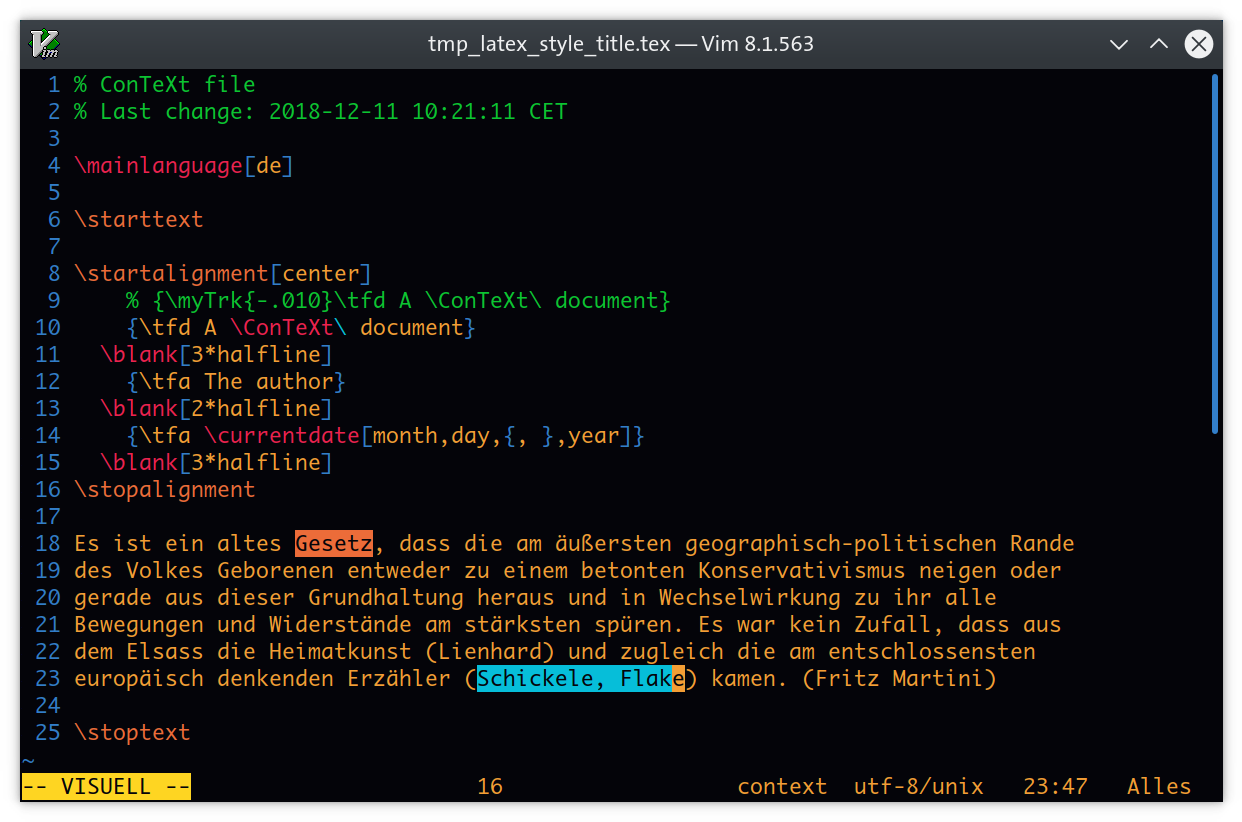 Vim
tmp_latex_style_title.tex — Vim 8.1.563
1 % ConTeXt file
2 % Last change: 2018-12-11 10:21:11 CET
3
4 \mainlanguage[de]
5
6 \starttext
7
8 \startalignment[center]
9     % {\myTrk{-.010}\tfd A \ConTeXt\ document}
10     {\tfd A \ConTeXt\ document}
11   \blank[3*halfline]
12     {\tfa The author}
13   \blank[2*halfline]
14     {\tfa \currentdate[month,day,{, },year]}
15   \blank[3*halfline]
16 \stopalignment
17
18 Es ist ein altes Gesetz, dass die am äußersten geographisch-politischen Rande
19 des Volkes Geborenen entweder zu einem betonten Konservativismus neigen oder
20 gerade aus dieser Grundhaltung heraus und in Wechselwirkung zu ihr alle
21 Bewegungen und Widerstände am stärksten spüren. Es war kein Zufall, dass aus
22 dem Elsass die Heimatkunst (Lienhard) und zugleich die am entschlossensten
23 europäisch denkenden Erzähler (Schickele, Flake) kamen. (Fritz Martini)
24
25 \stoptext
~
-- VISUELL -- 16 context utf-8/unix 23:47 Alles